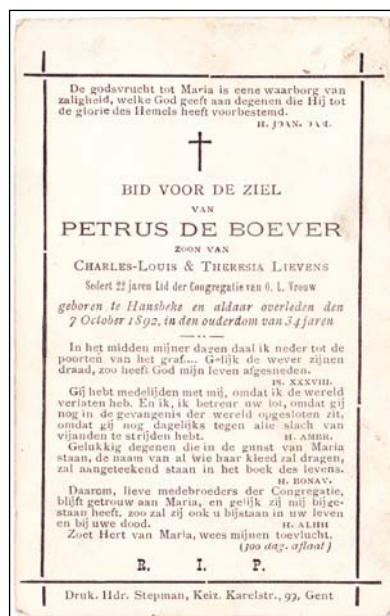 De godsvrucht tot Maria is eene waarborg van
zaligheid, welke God geeft aan degenen die Hij tot
de glorie des Hemels heeft voorbestemd.
H. JOAN. DAM.
BID VOOR DE ZIEL
VAN
PETRUS DE BOEVER
ZOON VAN
CHARLES-LOUIS & THERESIA LIEVENS
Sedert 22 jaren Lid der Congregatie van O. L. Vrouw
geboren te Hansbeke en aldaar overleden den
7 October 1892, in den ouderdom van 34 jaren
In het midden mijner dagen daal ik neder tot de
poorten van het graf.... Gelijk de wever zijnen
draad, zoo heeft God mijn leven afgesneden.
PS. XXXVIII.
Gij hebt medelijden met mij, omdat ik de wereld
verlaten heb. En ik, ik betreur uw lot, omdat gij
nog in de gevangenis der wereld opgesloten zit,
omdat gij nog dagelijks tegen alle slach van
vijanden te strijden hebt. H. AMBR.
Gelukkig degenen die in de gunst van Maria
staan, de naam van al wie haar kleed zal dragen,
zal aangeteekend staan in het boek des levens.
H. BONAV.
Daarom, lieve medebroeders der Congregatie,
blijft getrouw aan Maria, en gelijk zij mij bijge-
staan heeft, zoo zal zij ook u bijstaan in uw leven
en bij uwe dood. H. ALPH
Zoet Hert van Maria, wees mijnen toevlucht.
(300 dag. aflaat)
R. I. P.
Druk. Hdr. Stepman, Keiz. Karelstr., 93, Gent